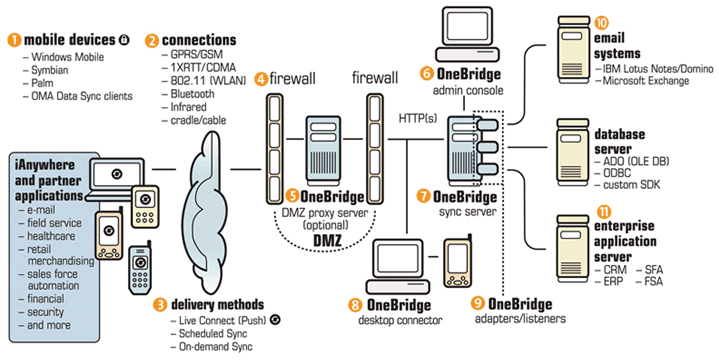 1 mobile devices
– Windows Mobile
– Symbian
– Palm
– OMA Data Sync clients
2 connections
– GPRS/GSM
– 1XRTT/CDMA
– 802.11 (WLAN)
– Bluetooth
– Infrared
– cradle/cable
4 firewall
firewall
6 OneBridge
admin console
10 email
systems
– IBM Lotus Notes/Domino
– Microsoft Exchange
HTTP(s)
iAnywhere
and partner
applications
– e-mail
– field service
– healthcare
– retail
merchandising
– sales force
automation
– financial
– security
– and more
5 OneBridge
DMZ proxy server
(optional)
DMZ
7 OneBridge
sync server
database
server
– ADO (OLE DB)
– ODBC
– custom SDK
11 enterprise
application
server
– CRM – SFA
– ERP – FSA
3 delivery methods
– Live Connect (Push)
– Scheduled Sync
– On-demand Sync
8 OneBridge
desktop connector
9 OneBridge
adapters/listeners